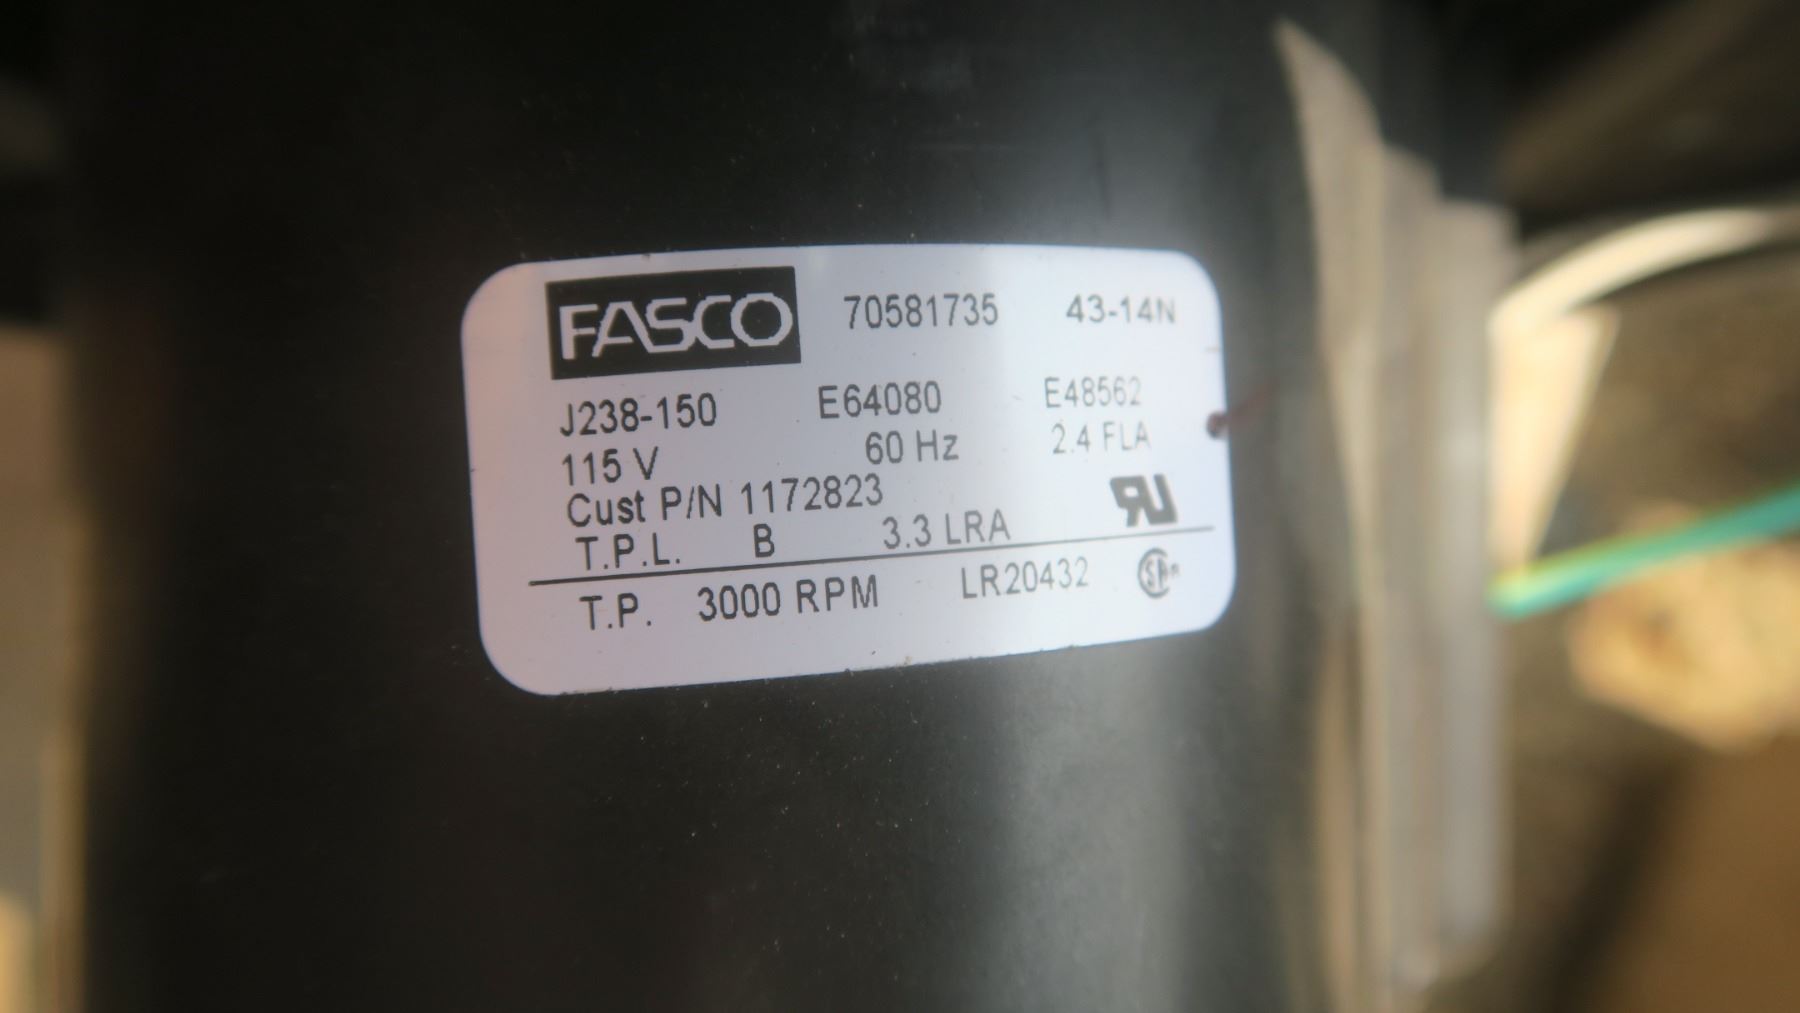 FASCO 70581735 43-14N
J238-150 E64080 E48562
115 V 60 Hz 2.4 FLA
Cust P/N 1172823
T.P.L. B 3.3 LRA
T.P. 3000 RPM LR20432